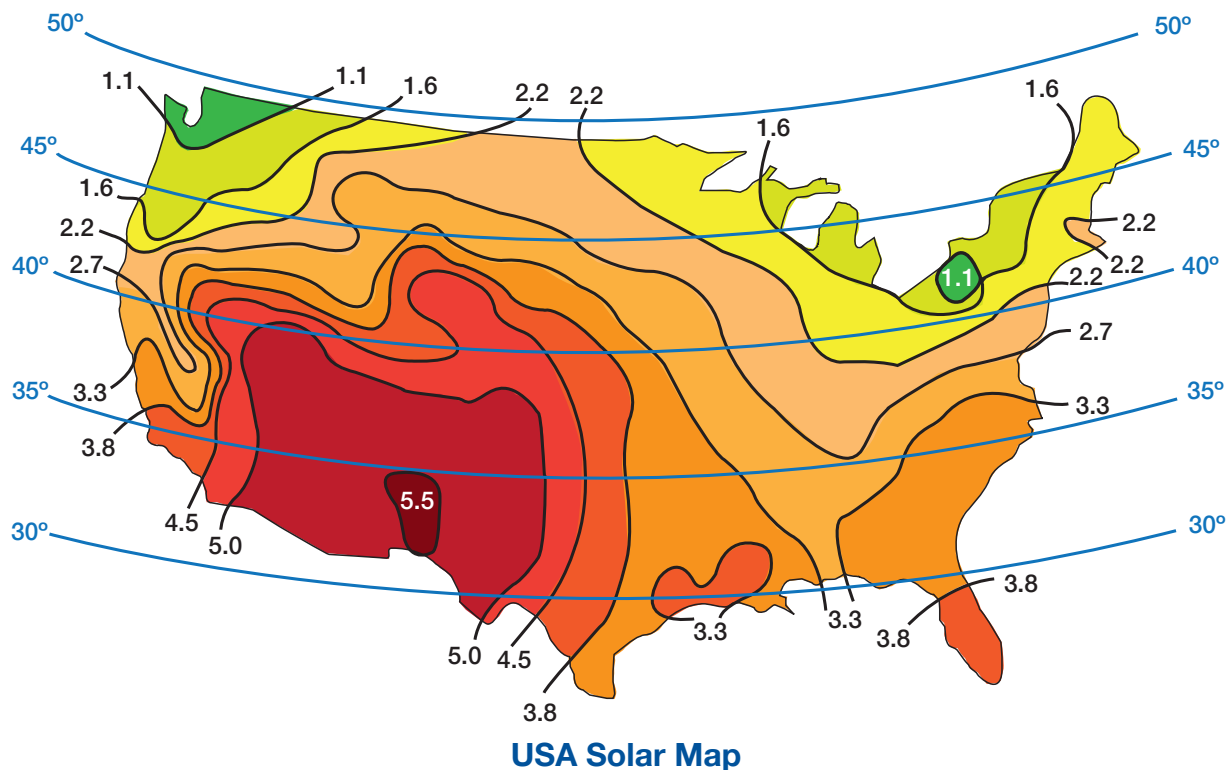 50º 50º
1.1 1.1 1.6 2.2 2.2 1.6 1.6
45º 45º
1.6
2.2 2.2
2.7 2.2
40º 1.1 2.2 40º
2.7
3.3 35º 3.3 35º
3.8
5.5
4.5 5.0
30º 30º
3.8
3.3 3.3 3.8
5.0 4.5
3.8
USA Solar Map